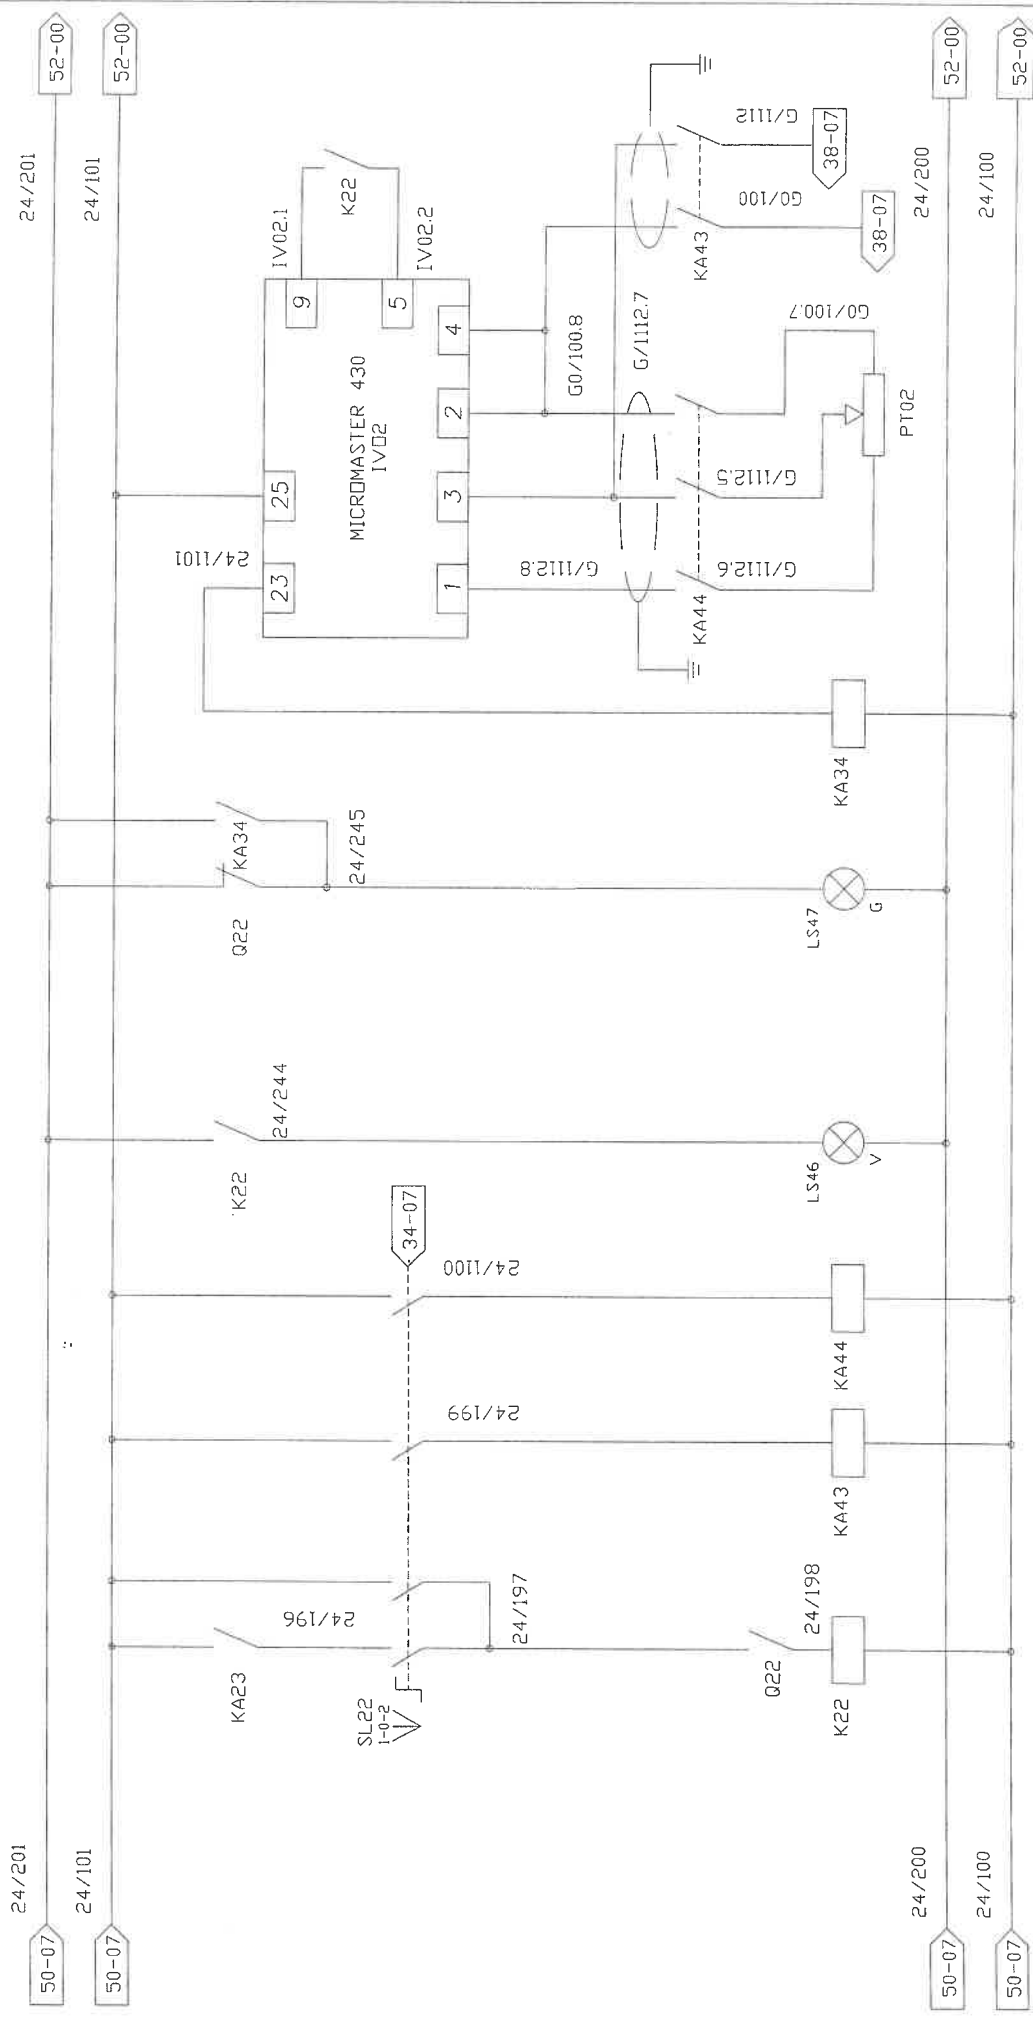 52-00
52-00
52-00
52-00
24/201
24/101
24/200
24/100
K22
IV02.1
IV02.2
9
5
MICROMASTER 430
IV02
25
23
4
2
3
1
24/1101
G0/100.8
G/1112.7
G/1112.8
G/1112
38-07
G0/100
38-07
KA43
G0/100.7
G/1112.5
G/1112.6
PT02
KA44
KA34
KA34
Q22
24/245
LS47
G
K22
24/244
LS46
V
34-07
24/1100
KA44
24/199
KA43
24/196
KA23
SL22
1-0-2
24/197
Q22
24/198
K22
24/201
24/101
24/200
24/100
50-07
50-07
50-07
50-07